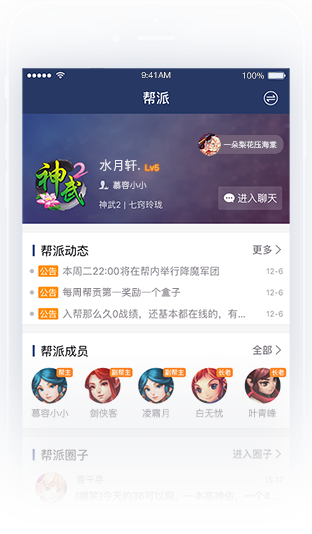 9:41AM
100%
帮派
一朵梨花压海棠
神武2
水月轩. Lv5
慕容小小
神武2 | 七窍玲珑
进入聊天
帮派动态
更多
公告 本周二22:00将在帮内举行降魔军团 12-6
公告 每周帮贡第一奖励一个盒子 12-6
公告 入帮那么久0战绩，还基本都在线的，有... 12-6
帮派成员
全部
帮主 副帮主 副帮主 长老 长老
慕容小小 剑侠客 凌霜月 白无忧 叶青峰
帮派圈子
进入圈子